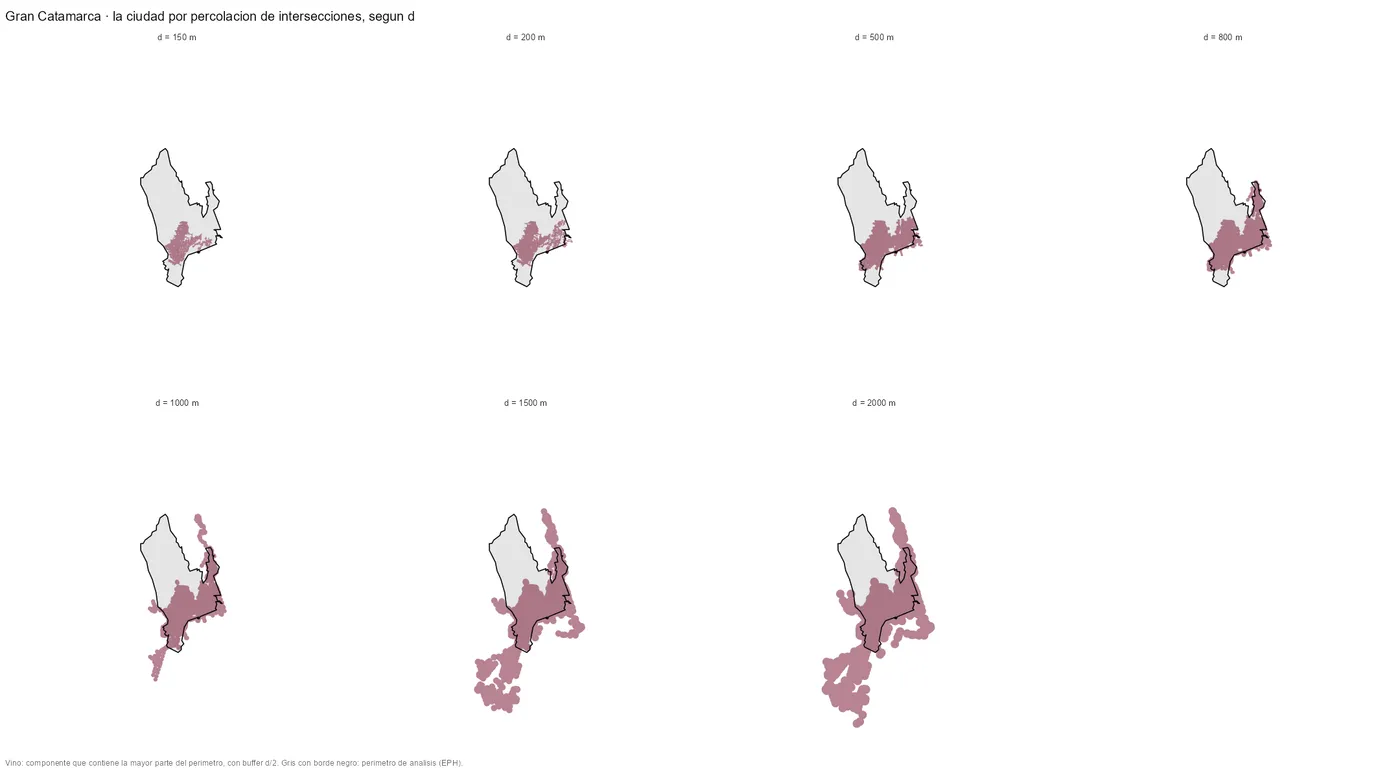 Gran Catamarca · la ciudad por percolacion de intersecciones, segun d
d = 150 m
d = 200 m
d = 500 m
d = 800 m
d = 1000 m
d = 1500 m
d = 2000 m
Vino: componente que contiene la mayor parte del perimetro, con buffer d/2. Gris con borde negro: perimetro de analisis (EPH).